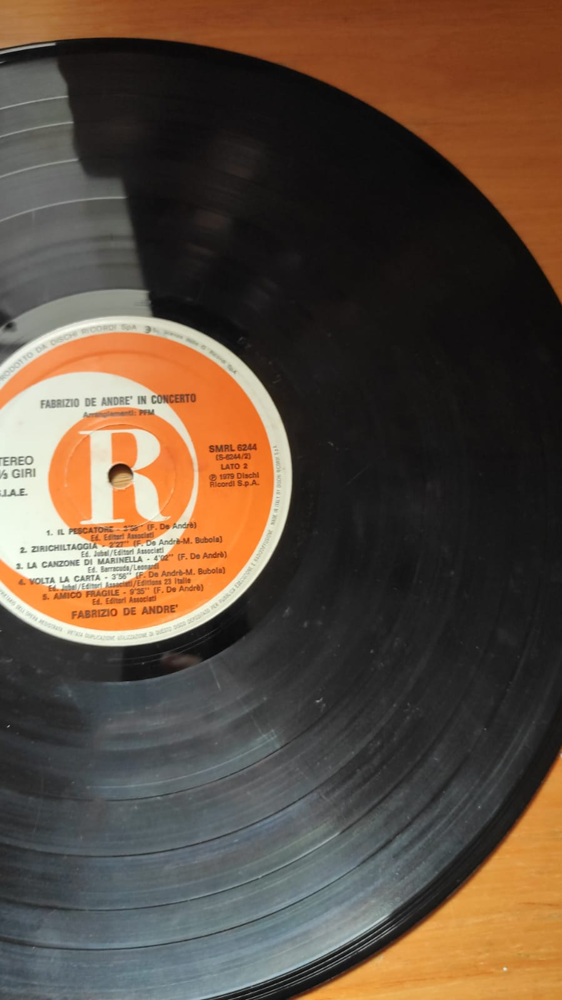 PRODOTTO DA DISCHI RICORDI SpA
FABRIZIO DE ANDRE' IN CONCERTO
Arrangiamenti: PFM
R
STEREO
⅓ GIRI
S.I.A.E.
SMRL 6244
(S-6244/2)
LATO 2
Ⓟ 1979 Dischi
Ricordi S.p.A.
1. IL PESCATORE - 3'58'' (F. De Andrè)
Ed. Editori Associati
2. ZIRICHILTAGGIA - 2'27'' (F. De Andrè-M. Bubola)
Ed. Jubal/Editori Associati
3. LA CANZONE DI MARINELLA - 4'02'' (F. De Andrè)
Ed. Barracuda/Leonardi
4. VOLTA LA CARTA - 3'56'' (F. De Andrè-M. Bubola)
Ed. Jubal/Editori Associati/Editions 23 Italie
5. AMICO FRAGILE - 9'35'' (F. De Andrè)
Ed. Editori Associati
FABRIZIO DE ANDRE'
DELL'OPERA REGISTRATA - VIETATA DUPLICAZIONE UTILIZZAZIONE DI QUESTO DISCO DEPOSITATO PER PUBBLICA ESECUZIONE E RADIODIFFUSIONE - MADE IN ITALY BY DISCHI RICORDI S.p.A.